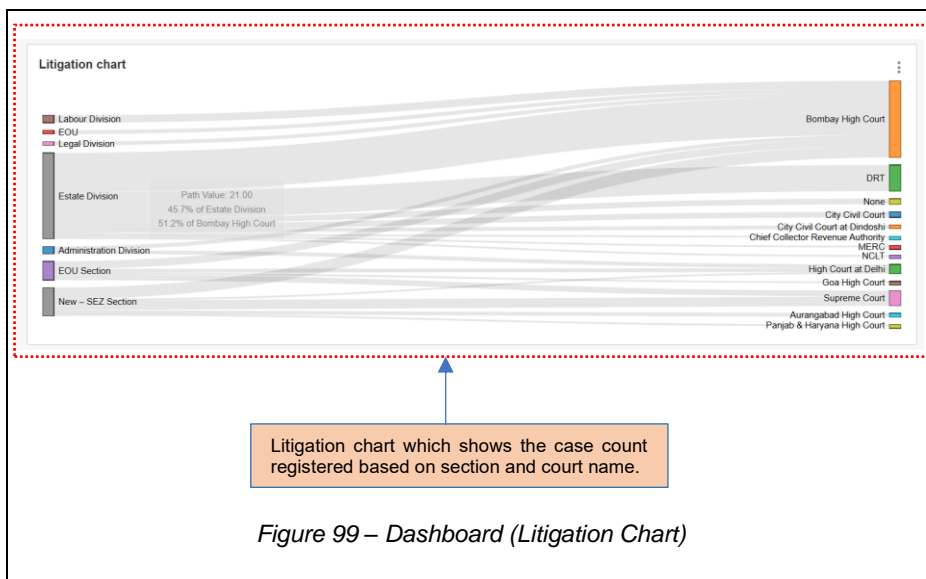 Litigation chart
Labour Division
EOU
Legal Division
Estate Division
Administration Division
EOU Section
New – SEZ Section
Path Value: 21.00
45.7% of Estate Division
51.2% of Bombay High Court
Bombay High Court
DRT
None
City Civil Court
City Civil Court at Dindoshi
Chief Collector Revenue Authority
MERC
NCLT
High Court at Delhi
Goa High Court
Supreme Court
Aurangabad High Court
Panjab & Haryana High Court
Litigation chart which shows the case count
registered based on section and court name.
Figure 99 – Dashboard (Litigation Chart)